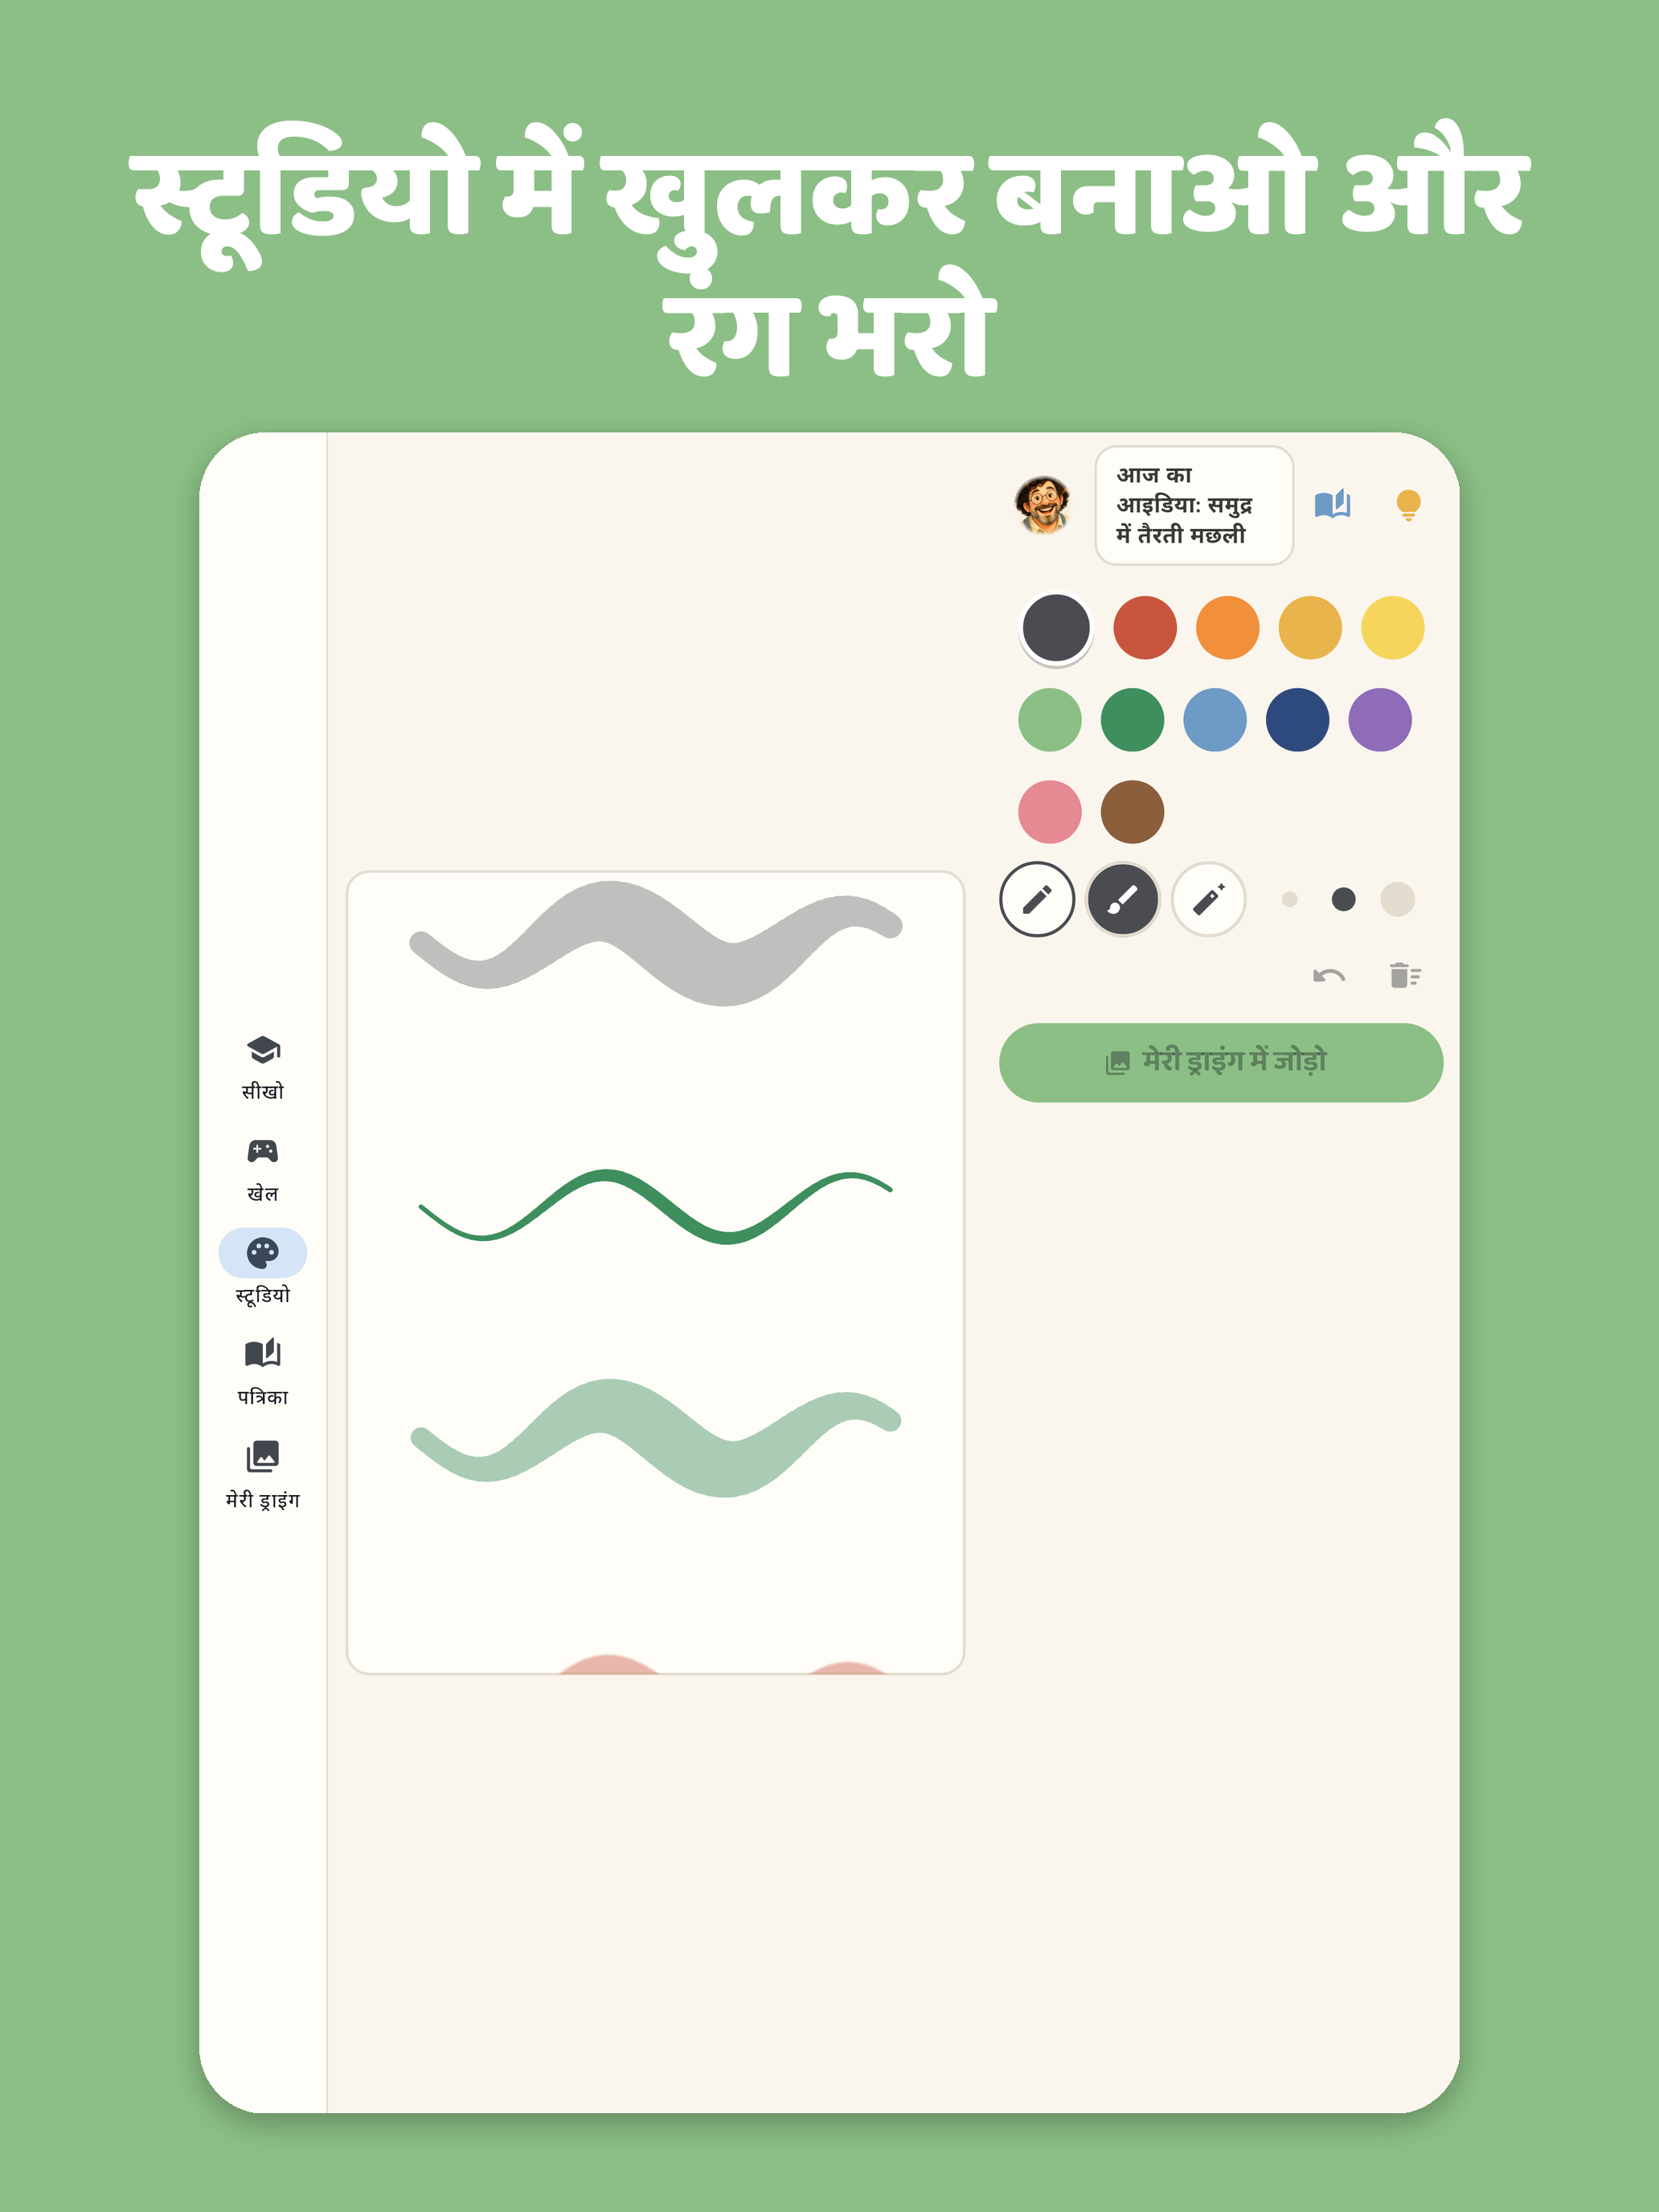 स्टूडियो में खुलकर बनाओ और
रंग भरो
आज का
आइडिया: समुद्र
में तैरती मछली
मेरी ड्राइंग में जोड़ो
सीखो
खेल
स्टूडियो
पत्रिका
मेरी ड्राइंग